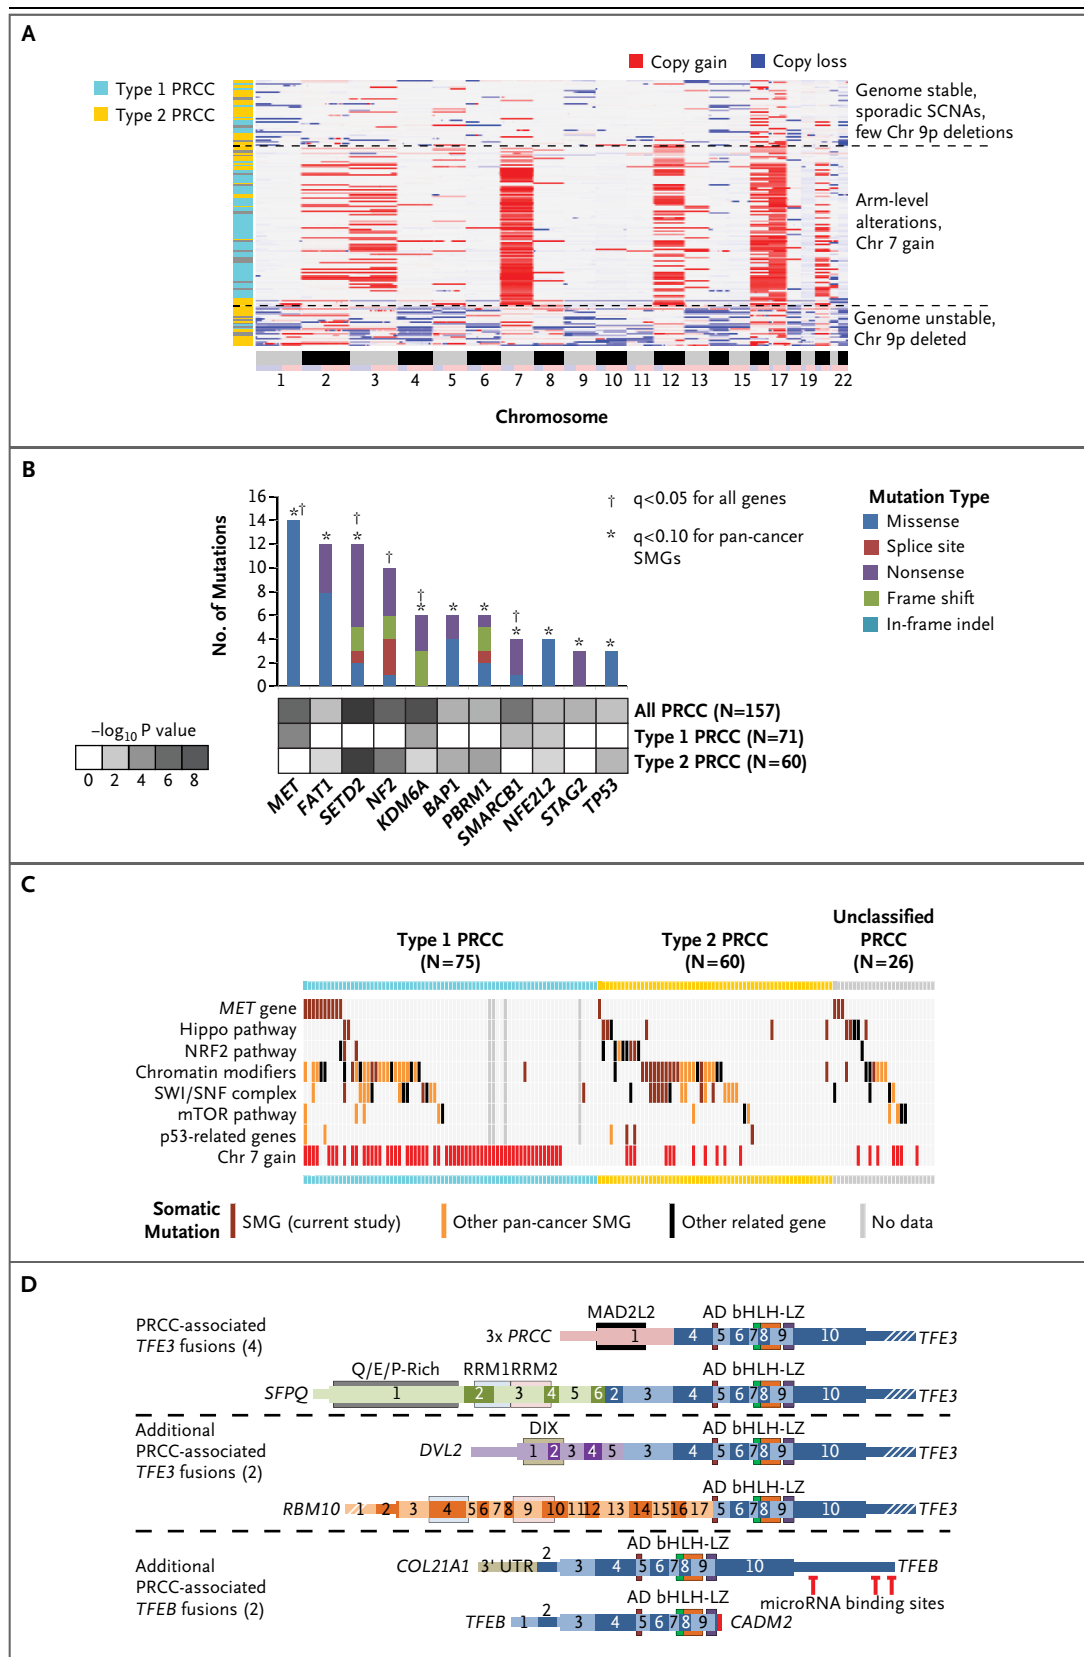 A
Copy gain Copy loss
Type 1 PRCC
Type 2 PRCC
Genome stable,
sporadic SCNAs,
few Chr 9p deletions
Arm-level
alterations,
Chr 7 gain
Genome unstable,
Chr 9p deleted
1 2 3 4 5 6 7 8 9 10 11 12 13 15 17 19 22
Chromosome
B
No. of Mutations
16
14
12
10
8
6
4
2
0
*† * † * † † * * * † * * * *
† q<0.05 for all genes
* q<0.10 for pan-cancer
SMGs
Mutation Type
Missense
Splice site
Nonsense
Frame shift
In-frame indel
−log10 P value
0 2 4 6 8
All PRCC (N=157)
Type 1 PRCC (N=71)
Type 2 PRCC (N=60)
MET FAT1 SETD2 NF2 KDM6A BAP1 PBRM1 SMARCB1 NFE2L2 STAG2 TP53
C
Type 1 PRCC
(N=75)
Type 2 PRCC
(N=60)
Unclassified
PRCC
(N=26)
MET gene
Hippo pathway
NRF2 pathway
Chromatin modifiers
SWI/SNF complex
mTOR pathway
p53-related genes
Chr 7 gain
Somatic
Mutation
SMG (current study) Other pan-cancer SMG Other related gene No data
D
PRCC-associated
TFE3 fusions (4)
MAD2L2 AD bHLH-LZ
3x PRCC 1 4 5 6 7 8 9 10 TFE3
Q/E/P-Rich RRM1RRM2 AD bHLH-LZ
SFPQ 1 2 3 4 5 6 2 3 4 5 6 7 8 9 10 TFE3
Additional
PRCC-associated
TFE3 fusions (2)
DIX AD bHLH-LZ
DVL2 1 2 3 4 5 3 4 5 6 7 8 9 10 TFE3
AD bHLH-LZ
RBM10 1 2 3 4 5 6 7 8 9 10 11 12 13 14 15 16 17 5 6 7 8 9 10 TFE3
Additional
PRCC-associated
TFEB fusions (2)
AD bHLH-LZ
COL21A1 3' UTR 2 3 4 5 6 7 8 9 10 TFEB
microRNA binding sites
AD bHLH-LZ
TFEB 1 2 3 4 5 6 7 8 9 CADM2